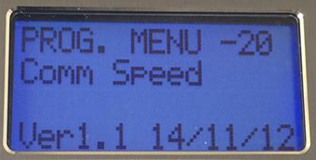 PROG. MENU -20
Comm Speed
Ver1.1 14/11/12